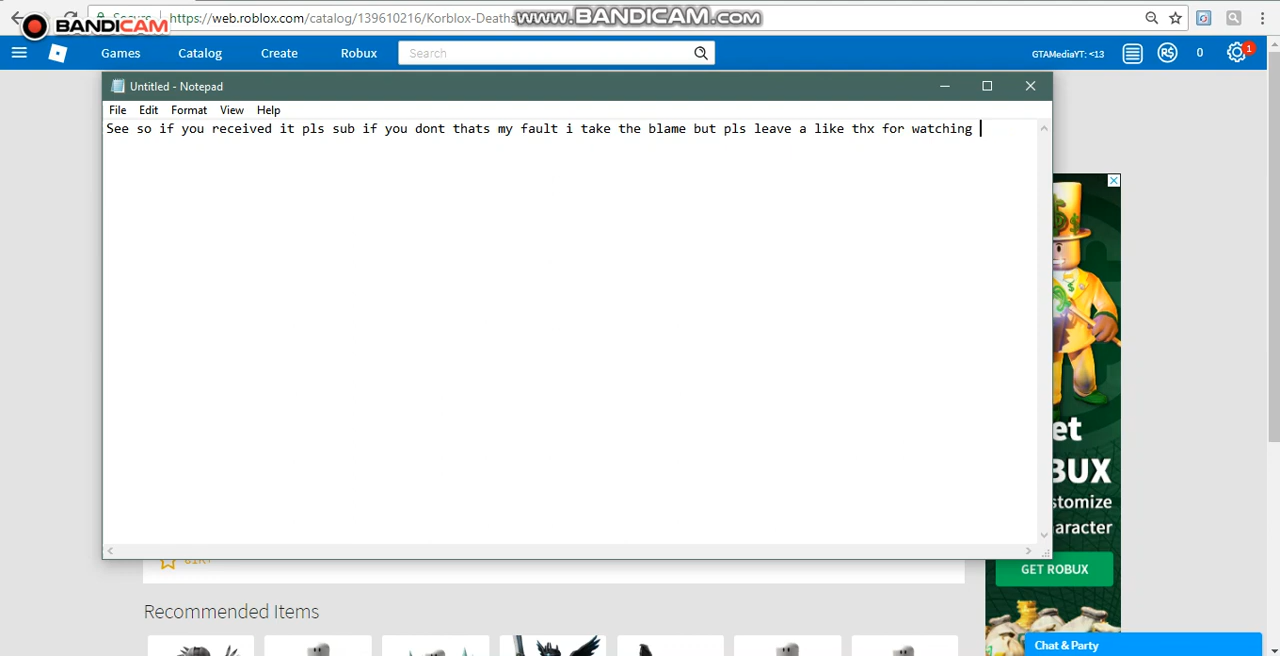 Secure https://web.roblox.com/catalog/139610216/Korblox-Deaths
www.BANDICAM.com
BANDICAM
Games Catalog Create Robux Search GTAMediaYT: <13 R$ 0 1
Untitled - Notepad
File Edit Format View Help
See so if you received it pls sub if you dont thats my fault i take the blame but pls leave a like thx for watching
et
BUX
stomize
aracter
GET ROBUX
Recommended Items
Chat & Party